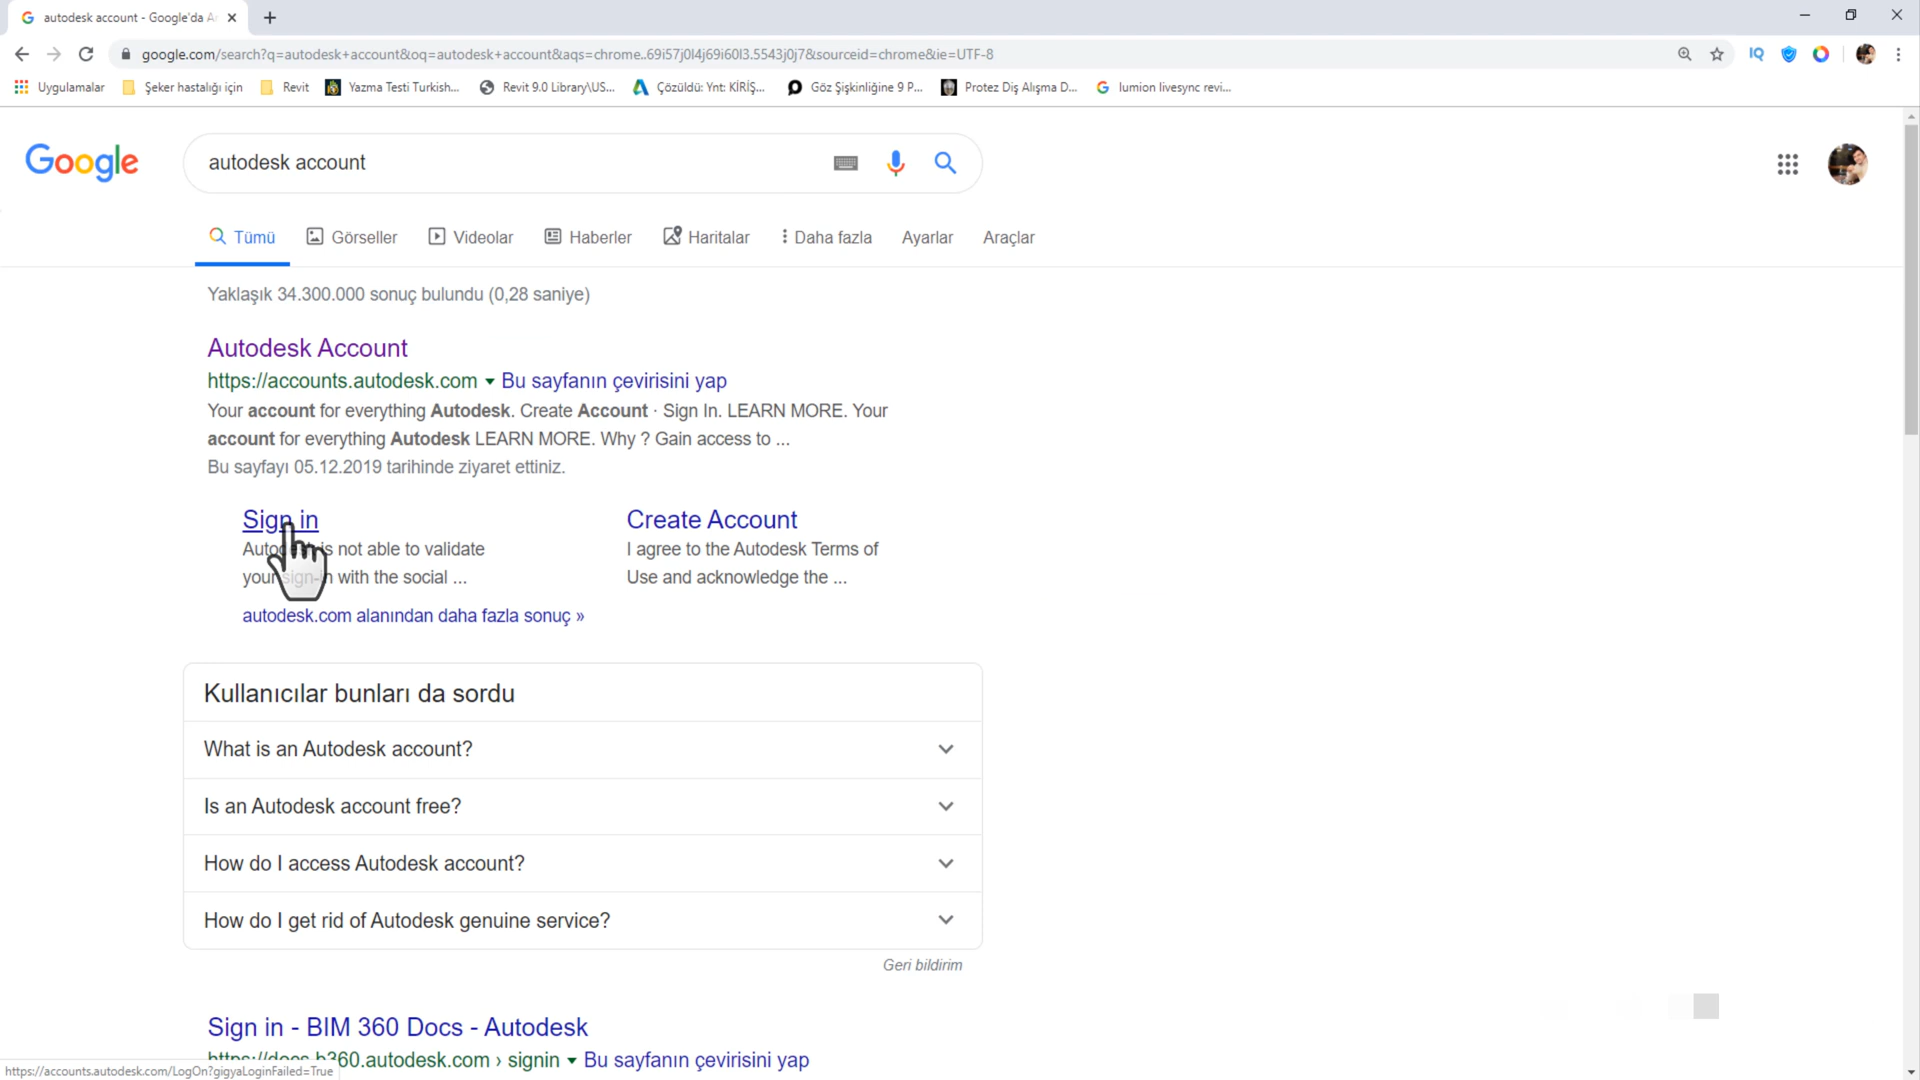 autodesk account - Google'da A
google.com/search?q=autodesk+account&oq=autodesk+account&aqs=chrome..69i57j0l4j69i60l3.5543j0j7&sourceid=chrome&ie=UTF-8
IQ
Uygulamalar Şeker hastalığı için Revit Yazma Testi Turkish... Revit 9.0 Library\US... Çözüldü: Ynt: KİRİŞ... Göz Şişkinliğine 9 P... Protez Diş Alışma D... lumion livesync revi...
Google autodesk account
Tümü Görseller Videolar Haberler Haritalar Daha fazla Ayarlar Araçlar
Yaklaşık 34.300.000 sonuç bulundu (0,28 saniye)
Autodesk Account
https://accounts.autodesk.com Bu sayfanın çevirisini yap
Your account for everything Autodesk. Create Account · Sign In. LEARN MORE. Your
account for everything Autodesk LEARN MORE. Why ? Gain access to ...
Bu sayfayı 05.12.2019 tarihinde ziyaret ettiniz.
Sign in
Autodesk is not able to validate
your sign-in with the social ...
Create Account
I agree to the Autodesk Terms of
Use and acknowledge the ...
autodesk.com alanından daha fazla sonuç »
Kullanıcılar bunları da sordu
What is an Autodesk account?
Is an Autodesk account free?
How do I access Autodesk account?
How do I get rid of Autodesk genuine service?
Geri bildirim
Sign in - BIM 360 Docs - Autodesk
https://docs.b360.autodesk.com › signin Bu sayfanın çevirisini yap
https://accounts.autodesk.com/LogOn?gigyaLoginFailed=True